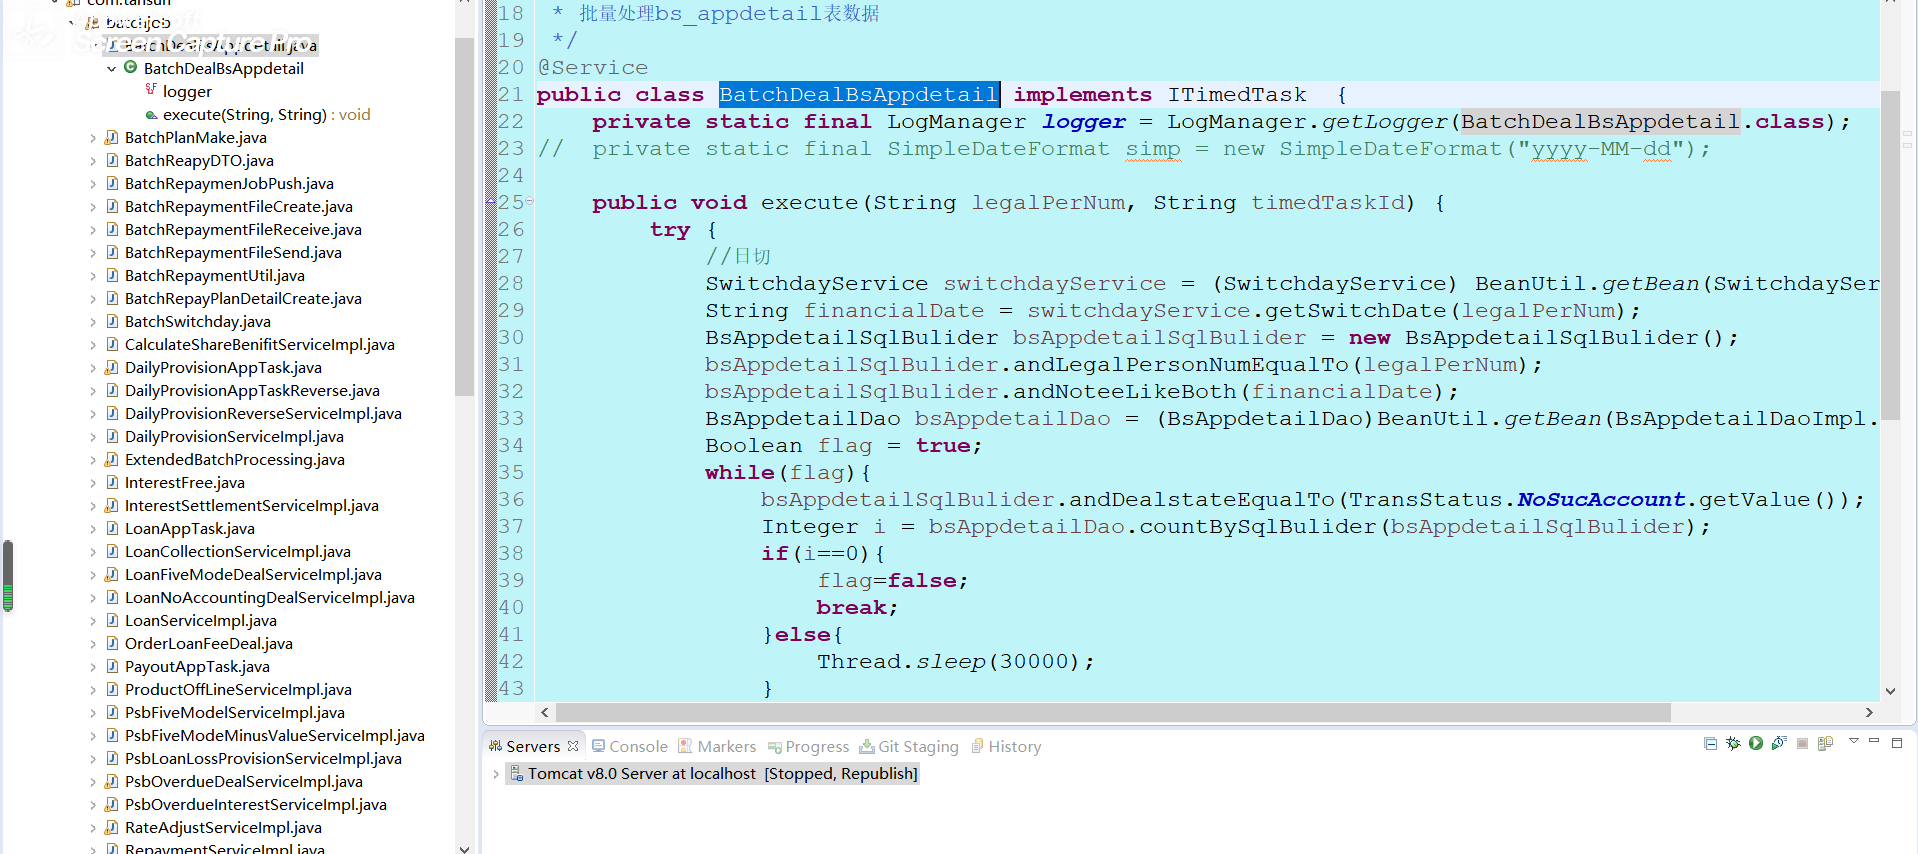 com.tansun
batchjob
Screen Capture Pro
BatchDealBsAppdetail.java
BatchDealBsAppdetail
logger
execute(String, String) : void
BatchPlanMake.java
BatchReapyDTO.java
BatchRepaymenJobPush.java
BatchRepaymentFileCreate.java
BatchRepaymentFileReceive.java
BatchRepaymentFileSend.java
BatchRepaymentUtil.java
BatchRepayPlanDetailCreate.java
BatchSwitchday.java
CalculateShareBenifitServiceImpl.java
DailyProvisionAppTask.java
DailyProvisionAppTaskReverse.java
DailyProvisionReverseServiceImpl.java
DailyProvisionServiceImpl.java
ExtendedBatchProcessing.java
InterestFree.java
InterestSettlementServiceImpl.java
LoanAppTask.java
LoanCollectionServiceImpl.java
LoanFiveModeDealServiceImpl.java
LoanNoAccountingDealServiceImpl.java
LoanServiceImpl.java
OrderLoanFeeDeal.java
PayoutAppTask.java
ProductOffLineServiceImpl.java
PsbFiveModelServiceImpl.java
PsbFiveModeMinusValueServiceImpl.java
PsbLoanLossProvisionServiceImpl.java
PsbOverdueDealServiceImpl.java
PsbOverdueInterestServiceImpl.java
RateAdjustServiceImpl.java
RepaymentServiceImpl.java
18 * 批量处理bs_appdetail表数据
19 */
20 @Service
21 public class BatchDealBsAppdetail implements ITimedTask {
22 private static final LogManager logger = LogManager.getLogger(BatchDealBsAppdetail.class);
23 // private static final SimpleDateFormat simp = new SimpleDateFormat("yyyy-MM-dd");
24
25 public void execute(String legalPerNum, String timedTaskId) {
26 try {
27 //日切
28 SwitchdayService switchdayService = (SwitchdayService) BeanUtil.getBean(SwitchdaySer
29 String financialDate = switchdayService.getSwitchDate(legalPerNum);
30 BsAppdetailSqlBulider bsAppdetailSqlBulider = new BsAppdetailSqlBulider();
31 bsAppdetailSqlBulider.andLegalPersonNumEqualTo(legalPerNum);
32 bsAppdetailSqlBulider.andNoteeLikeBoth(financialDate);
33 BsAppdetailDao bsAppdetailDao = (BsAppdetailDao)BeanUtil.getBean(BsAppdetailDaoImpl.
34 Boolean flag = true;
35 while(flag){
36 bsAppdetailSqlBulider.andDealstateEqualTo(TransStatus.NoSucAccount.getValue());
37 Integer i = bsAppdetailDao.countBySqlBulider(bsAppdetailSqlBulider);
38 if(i==0){
39 flag=false;
40 break;
41 }else{
42 Thread.sleep(30000);
43 }
Servers Console Markers Progress Git Staging History
Tomcat v8.0 Server at localhost [Stopped, Republish]